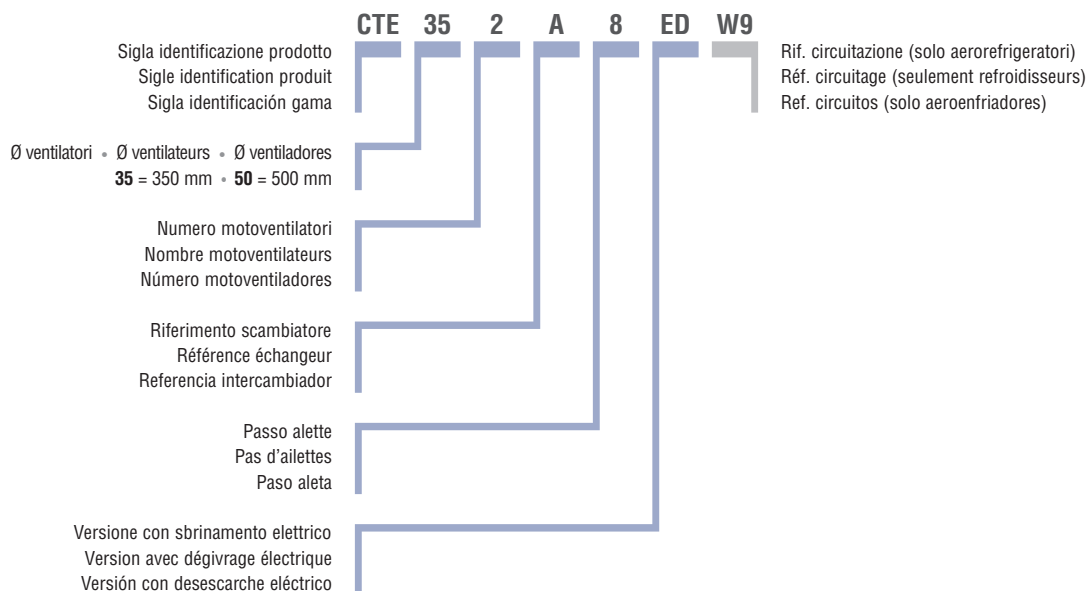 CTE 35 2 A 8 ED W9
Sigla identificazione prodotto
Sigle identification produit
Sigla identificación gama
Rif. circuitazione (solo aerorefrigeratori)
Réf. circuitage (seulement refroidisseurs)
Ref. circuitos (solo aeroenfriadores)
Ø ventilatori • Ø ventilateurs • Ø ventiladores
35 = 350 mm • 50 = 500 mm
Numero motoventilatori
Nombre motoventilateurs
Número motoventiladores
Riferimento scambiatore
Référence échangeur
Referencia intercambiador
Passo alette
Pas d'ailettes
Paso aleta
Versione con sbrinamento elettrico
Version avec dégivrage électrique
Versión con desescarche eléctrico